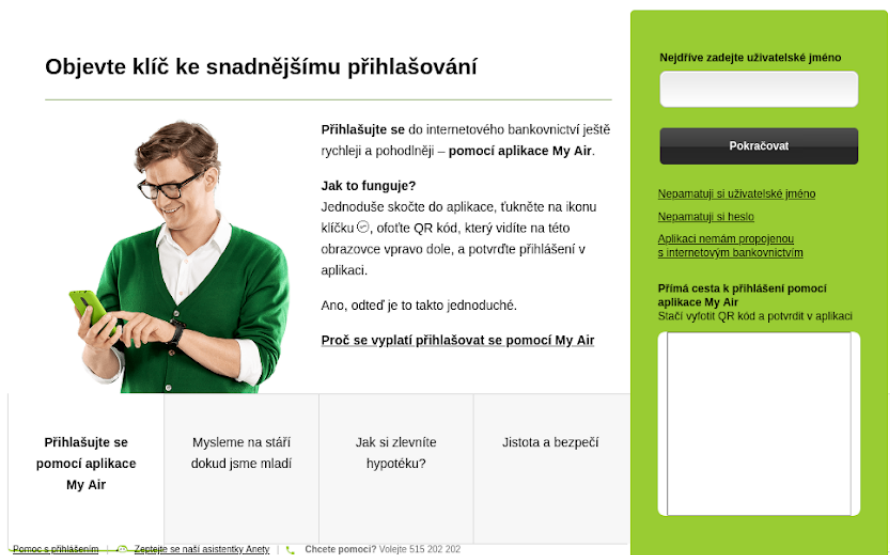 Objevte klíč ke snadnějšímu přihlašování
Přihlašujte se do internetového bankovnictví ještě
rychleji a pohodlněji – pomocí aplikace My Air.
Jak to funguje?
Jednoduše skočte do aplikace, ťukněte na ikonu
klíčku , ofoťte QR kód, který vidíte na této
obrazovce vpravo dole, a potvrďte přihlášení v
aplikaci.
Ano, odteď je to takto jednoduché.
Proč se vyplatí přihlašovat se pomocí My Air
Přihlašujte se
pomocí aplikace
My Air
Mysleme na stáří
dokud jsme mladí
Jak si zlevníte
hypotéku?
Jistota a bezpečí
Pomoc s přihlášením | Zeptejte se naší asistentky Anety | Chcete pomoci? Volejte 515 202 202
Nejdříve zadejte uživatelské jméno
Pokračovat
Nepamatuji si uživatelské jméno
Nepamatuji si heslo
Aplikaci nemám propojenou
s internetovým bankovnictvím
Přímá cesta k přihlášení pomocí
aplikace My Air
Stačí vyfotit QR kód a potvrdit v aplikaci